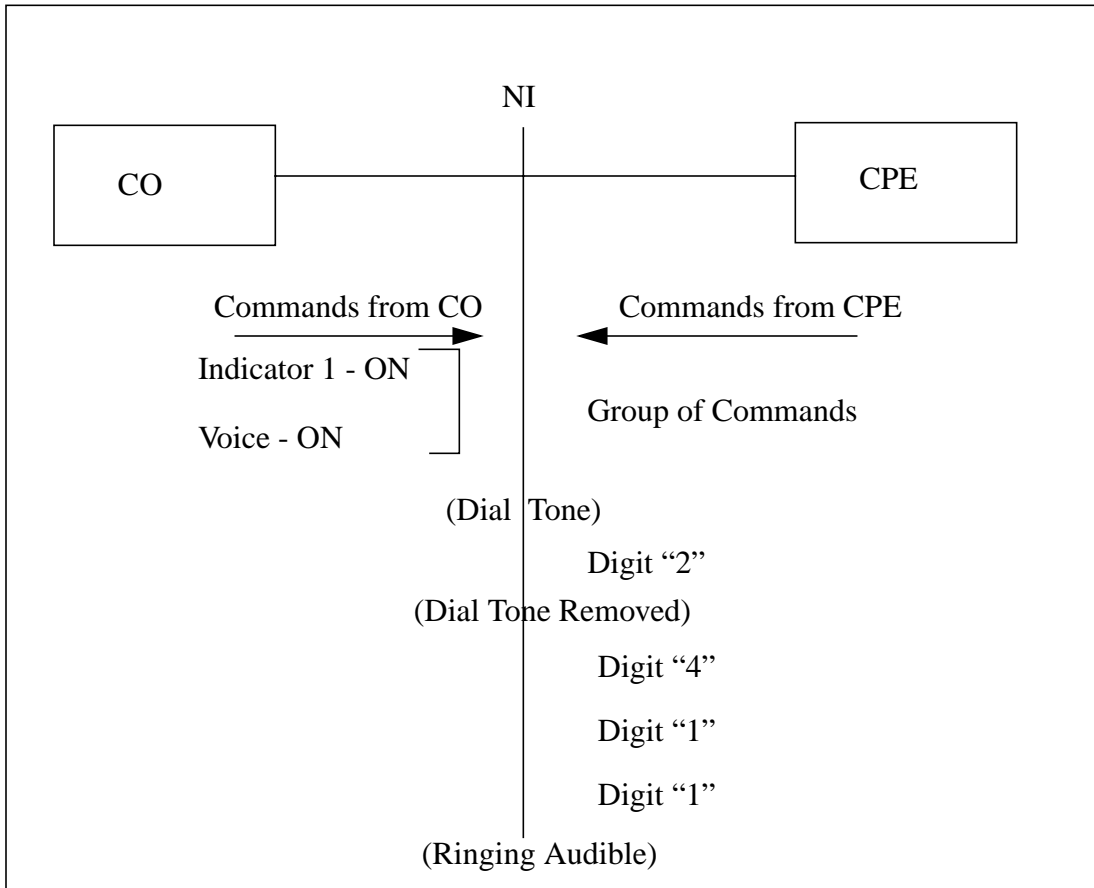 NI
CO
CPE
Commands from CO
Commands from CPE
Indicator 1 - ON
Group of Commands
Voice - ON
(Dial Tone)
Digit “2”
(Dial Tone Removed)
Digit “4”
Digit “1”
Digit “1”
(Ringing Audible)